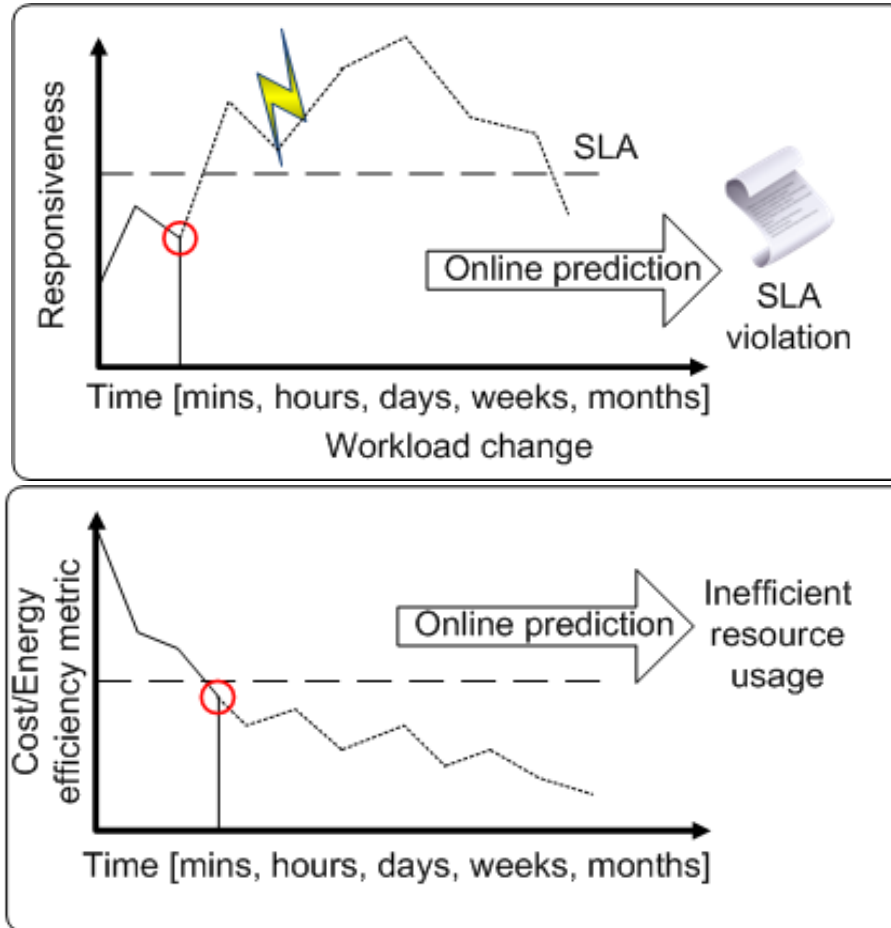 Responsiveness
SLA
Online prediction
SLA
violation
Time [mins, hours, days, weeks, months]
Workload change
Cost/Energy
efficiency metric
Online prediction
Inefficient
resource
usage
Time [mins, hours, days, weeks, months]